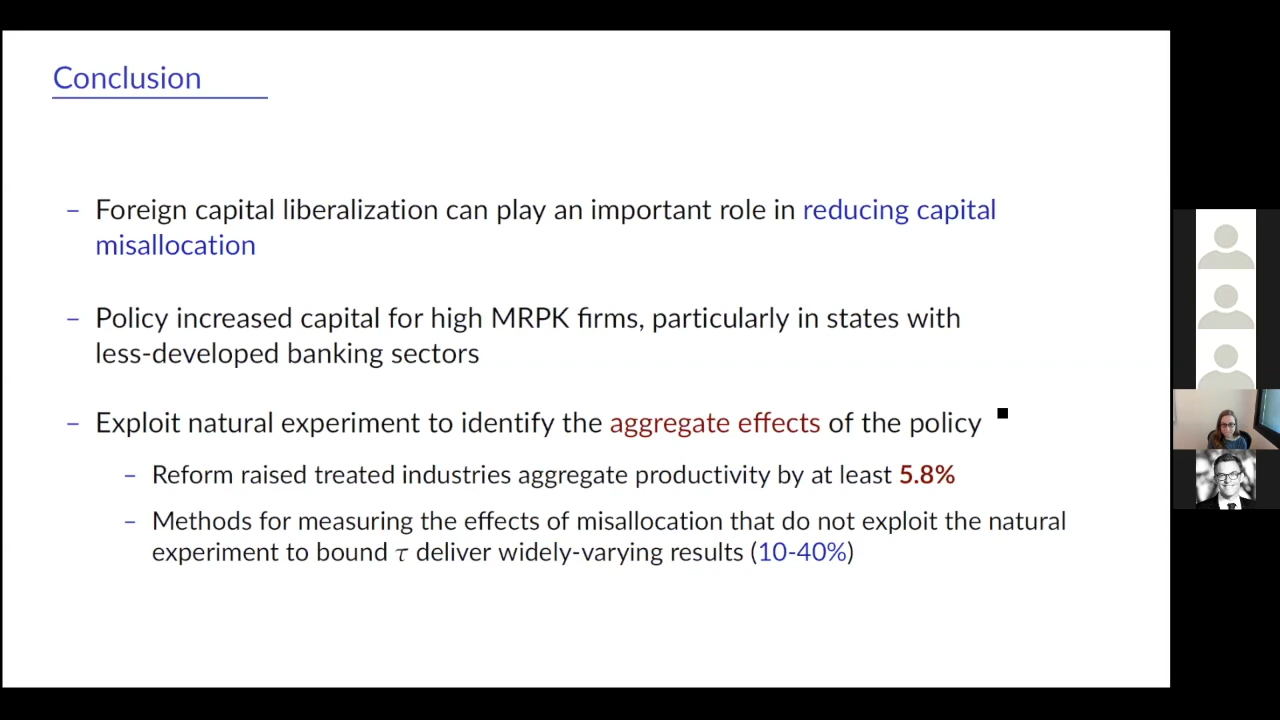 Conclusion
– Foreign capital liberalization can play an important role in reducing capital
misallocation
– Policy increased capital for high MRPK firms, particularly in states with
less-developed banking sectors
– Exploit natural experiment to identify the aggregate effects of the policy
– Reform raised treated industries aggregate productivity by at least 5.8%
– Methods for measuring the effects of misallocation that do not exploit the natural
experiment to bound τ deliver widely-varying results (10-40%)